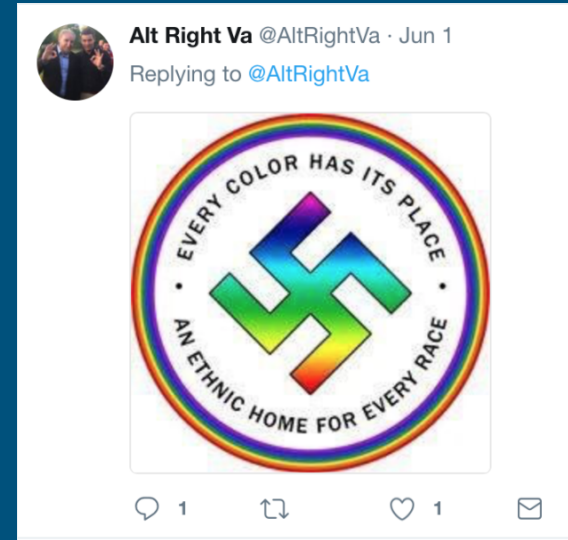 Alt Right Va @AltRightVa · Jun 1
Replying to @AltRightVa
EVERY COLOR HAS ITS PLACE
• AN ETHNIC HOME FOR EVERY RACE •
1 1